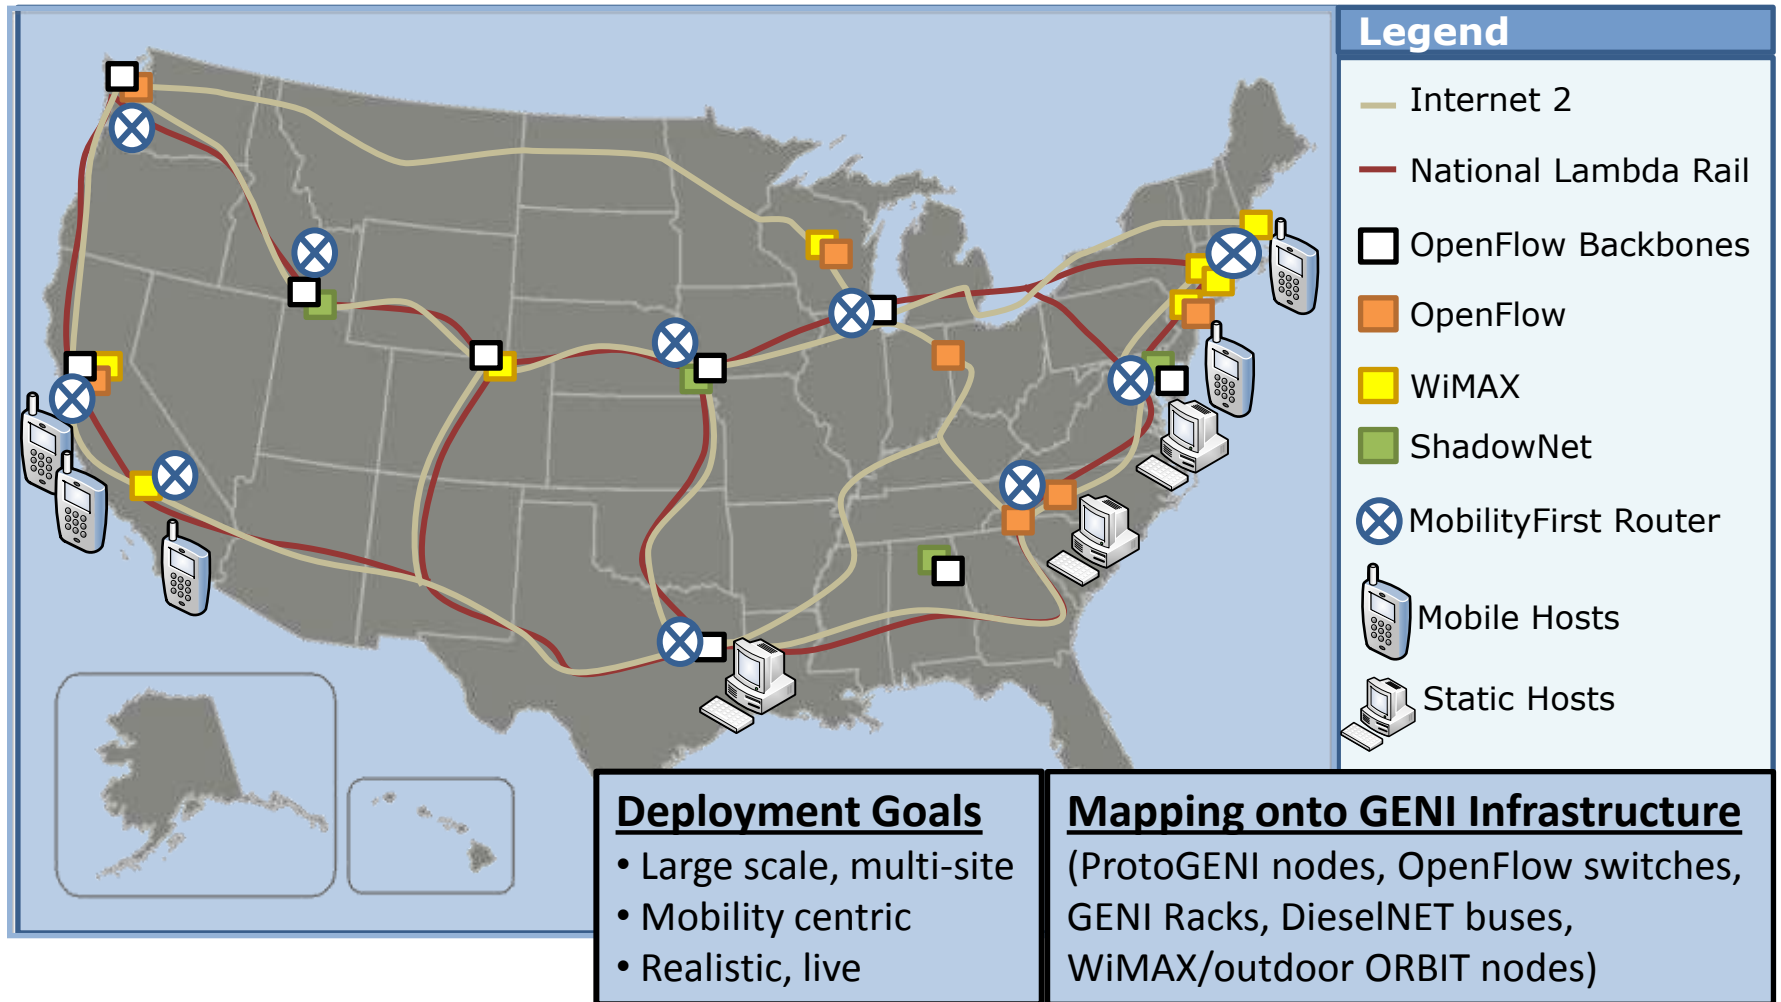 Legend
Internet 2
National Lambda Rail
OpenFlow Backbones
OpenFlow
WiMAX
ShadowNet
MobilityFirst Router
Mobile Hosts
Static Hosts
Deployment Goals
• Large scale, multi-site
• Mobility centric
• Realistic, live
Mapping onto GENI Infrastructure
(ProtoGENI nodes, OpenFlow switches,
GENI Racks, DieselNET buses,
WiMAX/outdoor ORBIT nodes)